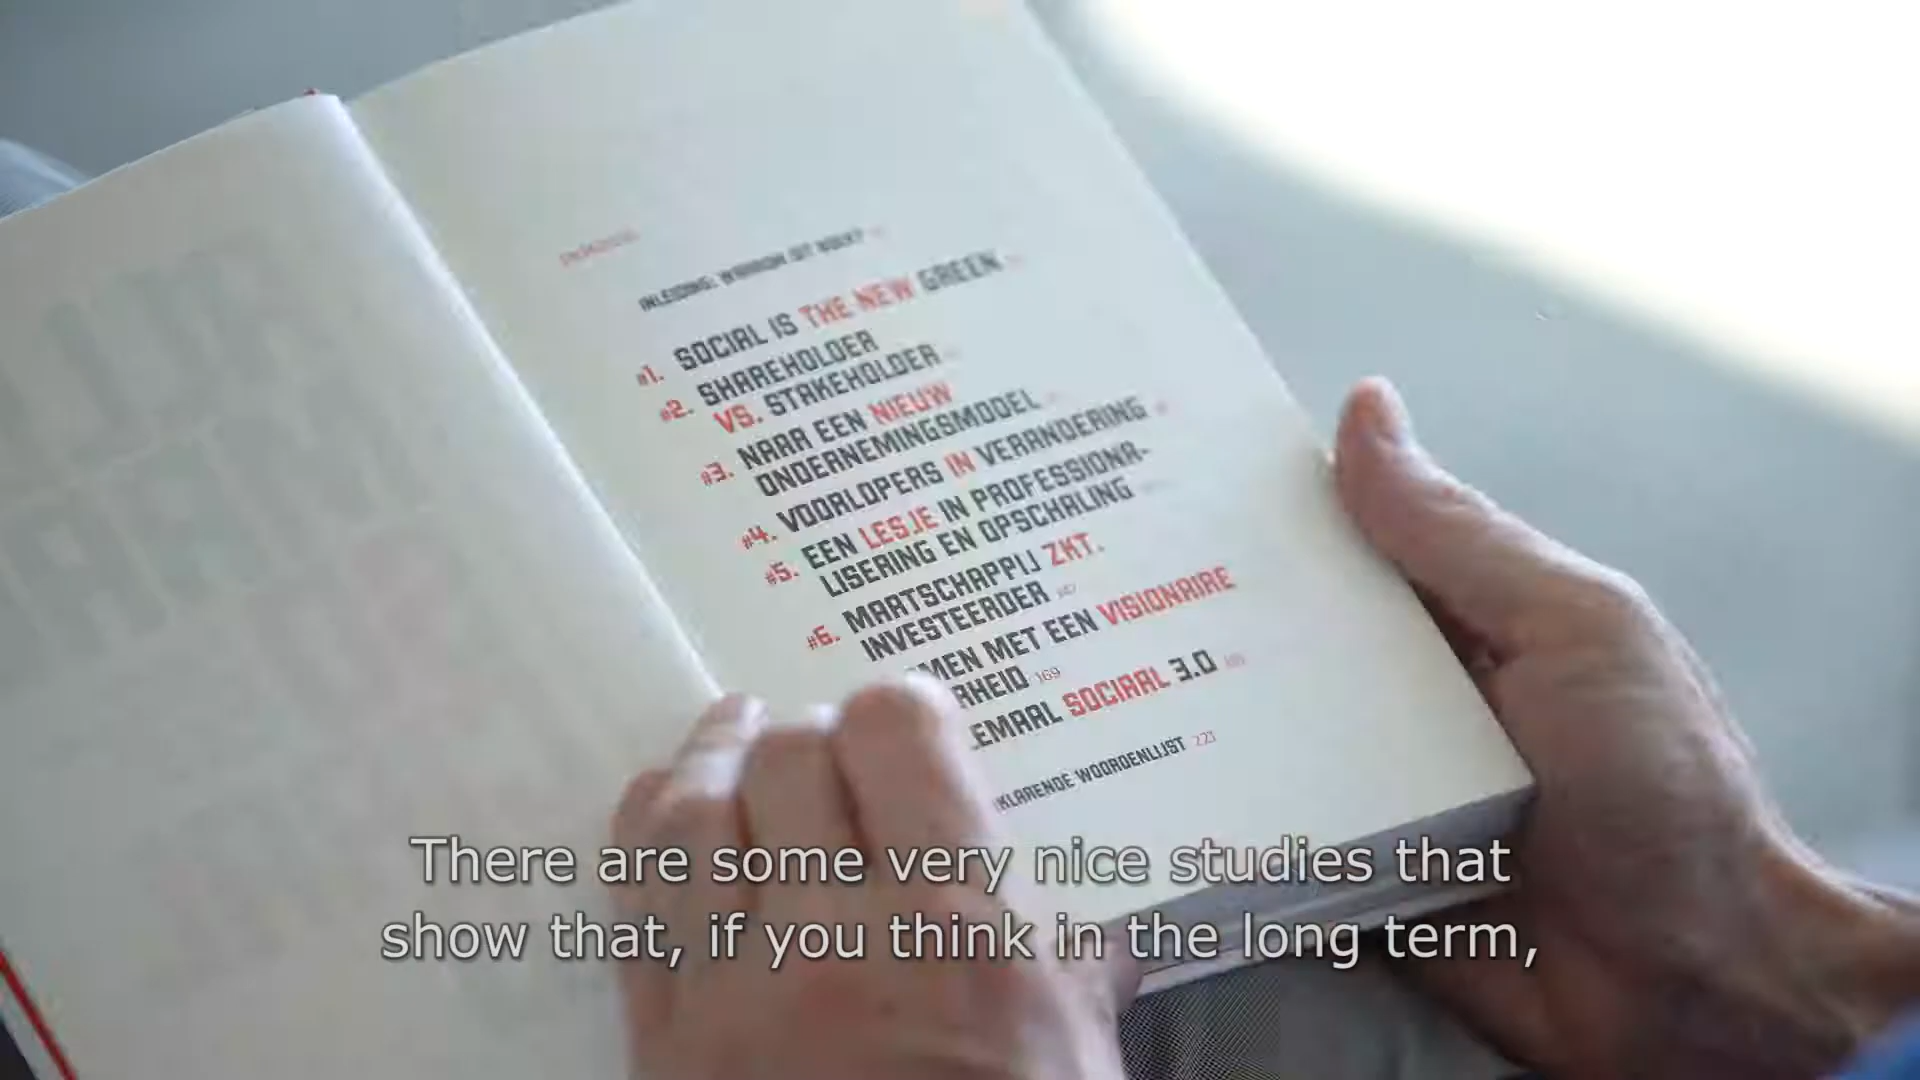 INLEIDING: WAAROM DIT BOEK?
#1. SOCIAL IS THE NEW GREEN
#2. SHAREHOLDER
VS. STAKEHOLDER
#3. NAAR EEN NIEUW
ONDERNEMINGSMODEL
#4. VOORLOPERS IN VERANDERING
#5. EEN LESJE IN PROFESSIONA-
LISERING EN OPSCHALING
#6. MAATSCHAPPIJ ZKT.
INVESTEERDER
MEN MET EEN VISIONAIRE
RHEID 169
EMAAL SOCIAAL 3.0
KLARENDE WOORDENLIJST 221
There are some very nice studies that
show that, if you think in the long term,